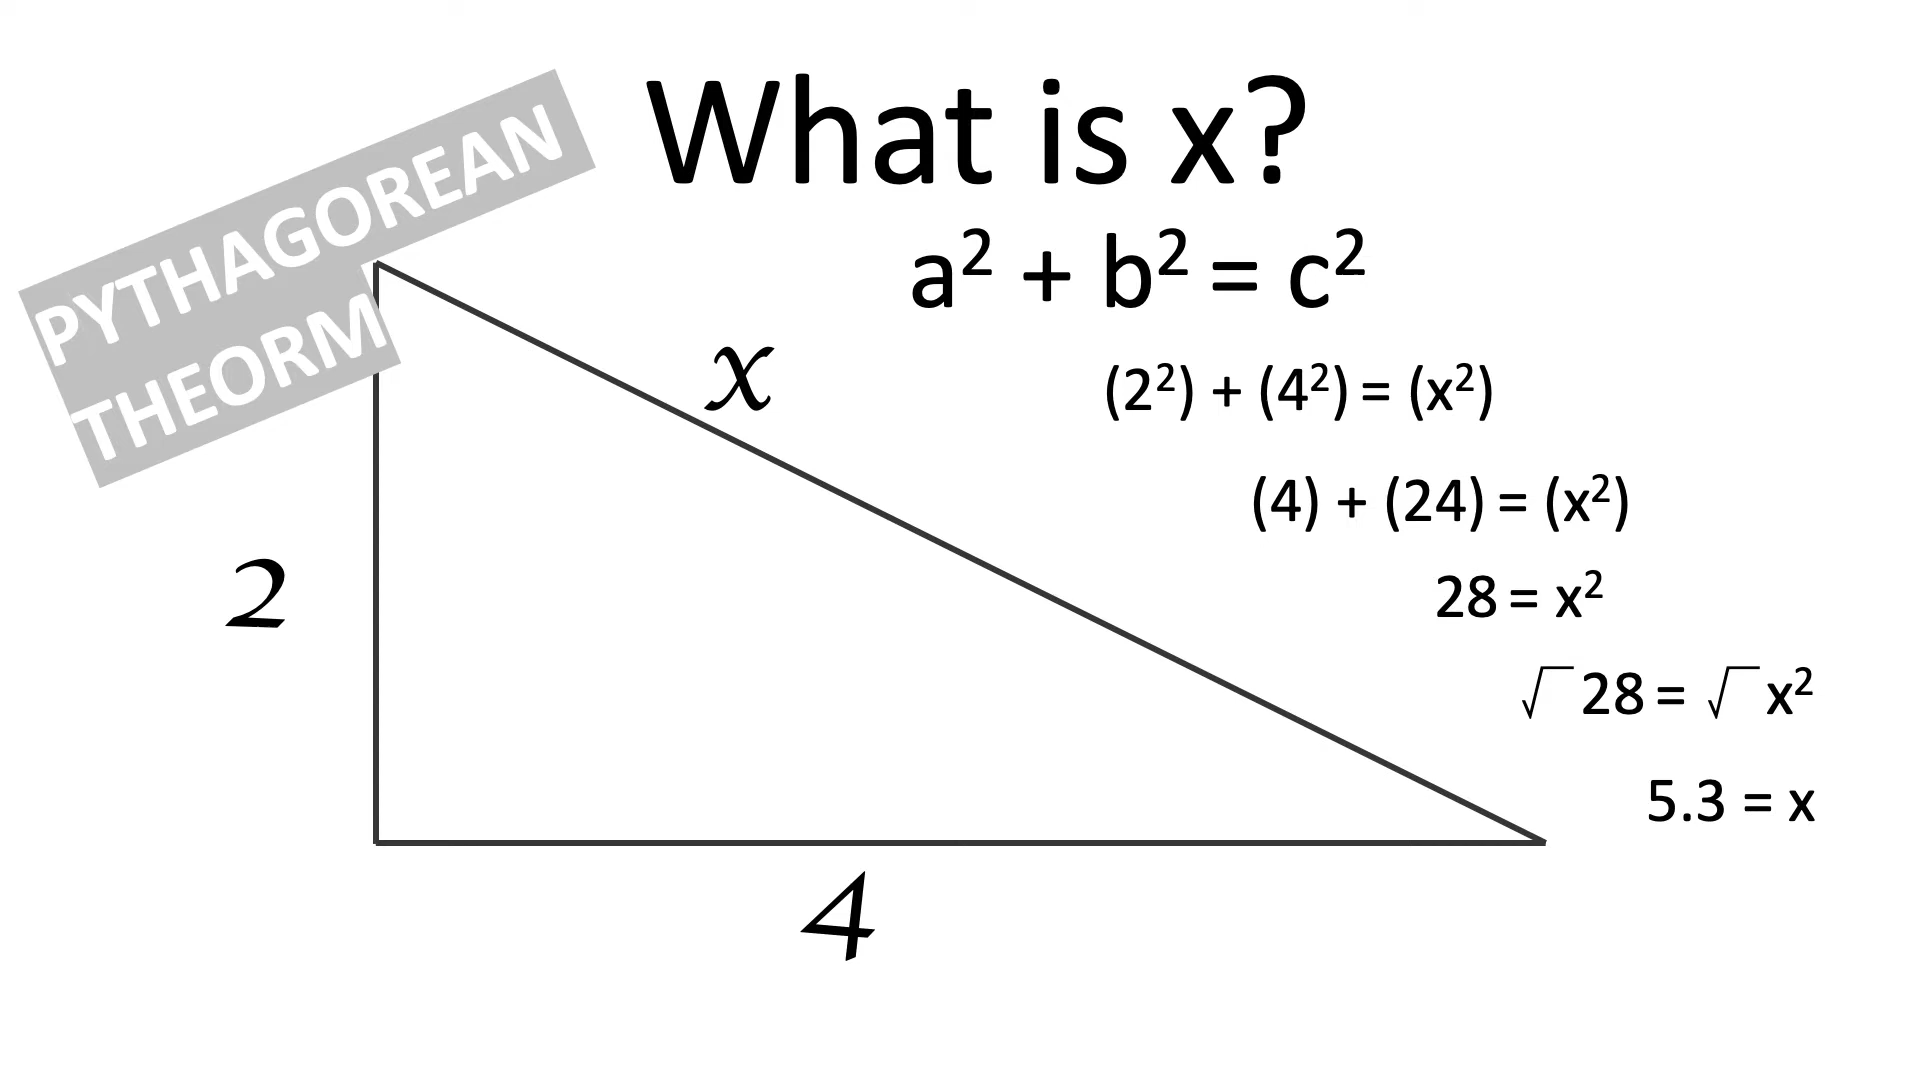 What is x?
PYTHAGOREAN
THEORM
a² + b² = c²
x
(2²) + (4²) = (x²)
(4) + (24) = (x²)
2
28 = x²
√28 = √x²
5.3 = x
4